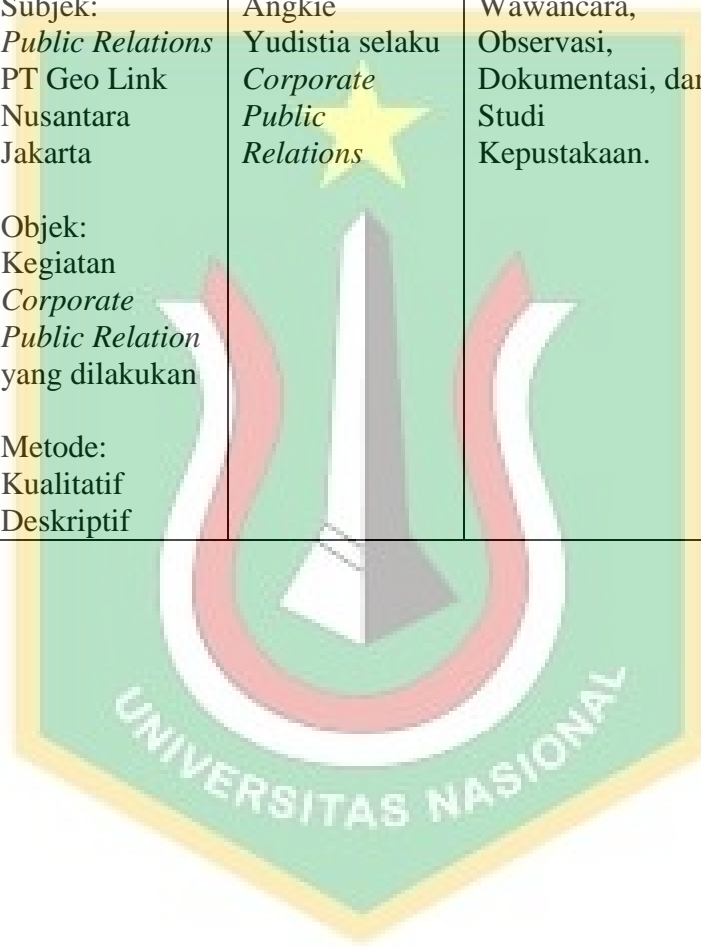 Subjek:
Public Relations
PT Geo Link
Nusantara
Jakarta
Objek:
Kegiatan
Corporate
Public Relation
yang dilakukan
Metode:
Kualitatif
Deskriptif
Angkie
Yudistia selaku
Corporate
Public
Relations
Wawancara,
Observasi,
Dokumentasi, dan
Studi
Kepustakaan.
UNIVERSITAS NASIONAL